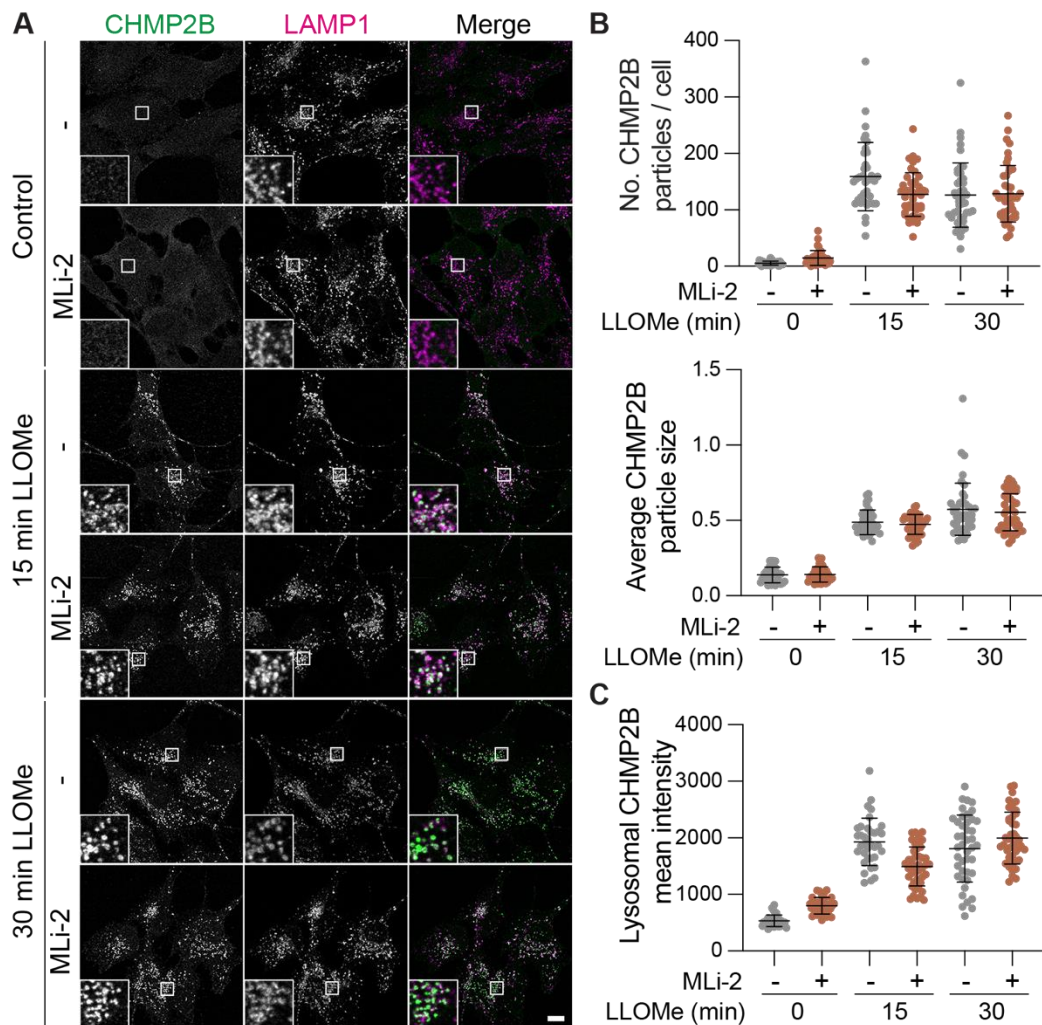 A
CHMP2B LAMP1 Merge
Control
-
MLi-2
15 min LLOMe
-
MLi-2
30 min LLOMe
-
MLi-2
B
No. CHMP2B
particles / cell
400
300
200
100
0
MLi-2 - + - + - +
LLOMe (min) 0 15 30
Average CHMP2B
particle size
1.5
1.0
0.5
0.0
MLi-2 - + - + - +
LLOMe (min) 0 15 30
C
Lysosomal CHMP2B
mean intensity
4000
3000
2000
1000
0
MLi-2 - + - + - +
LLOMe (min) 0 15 30